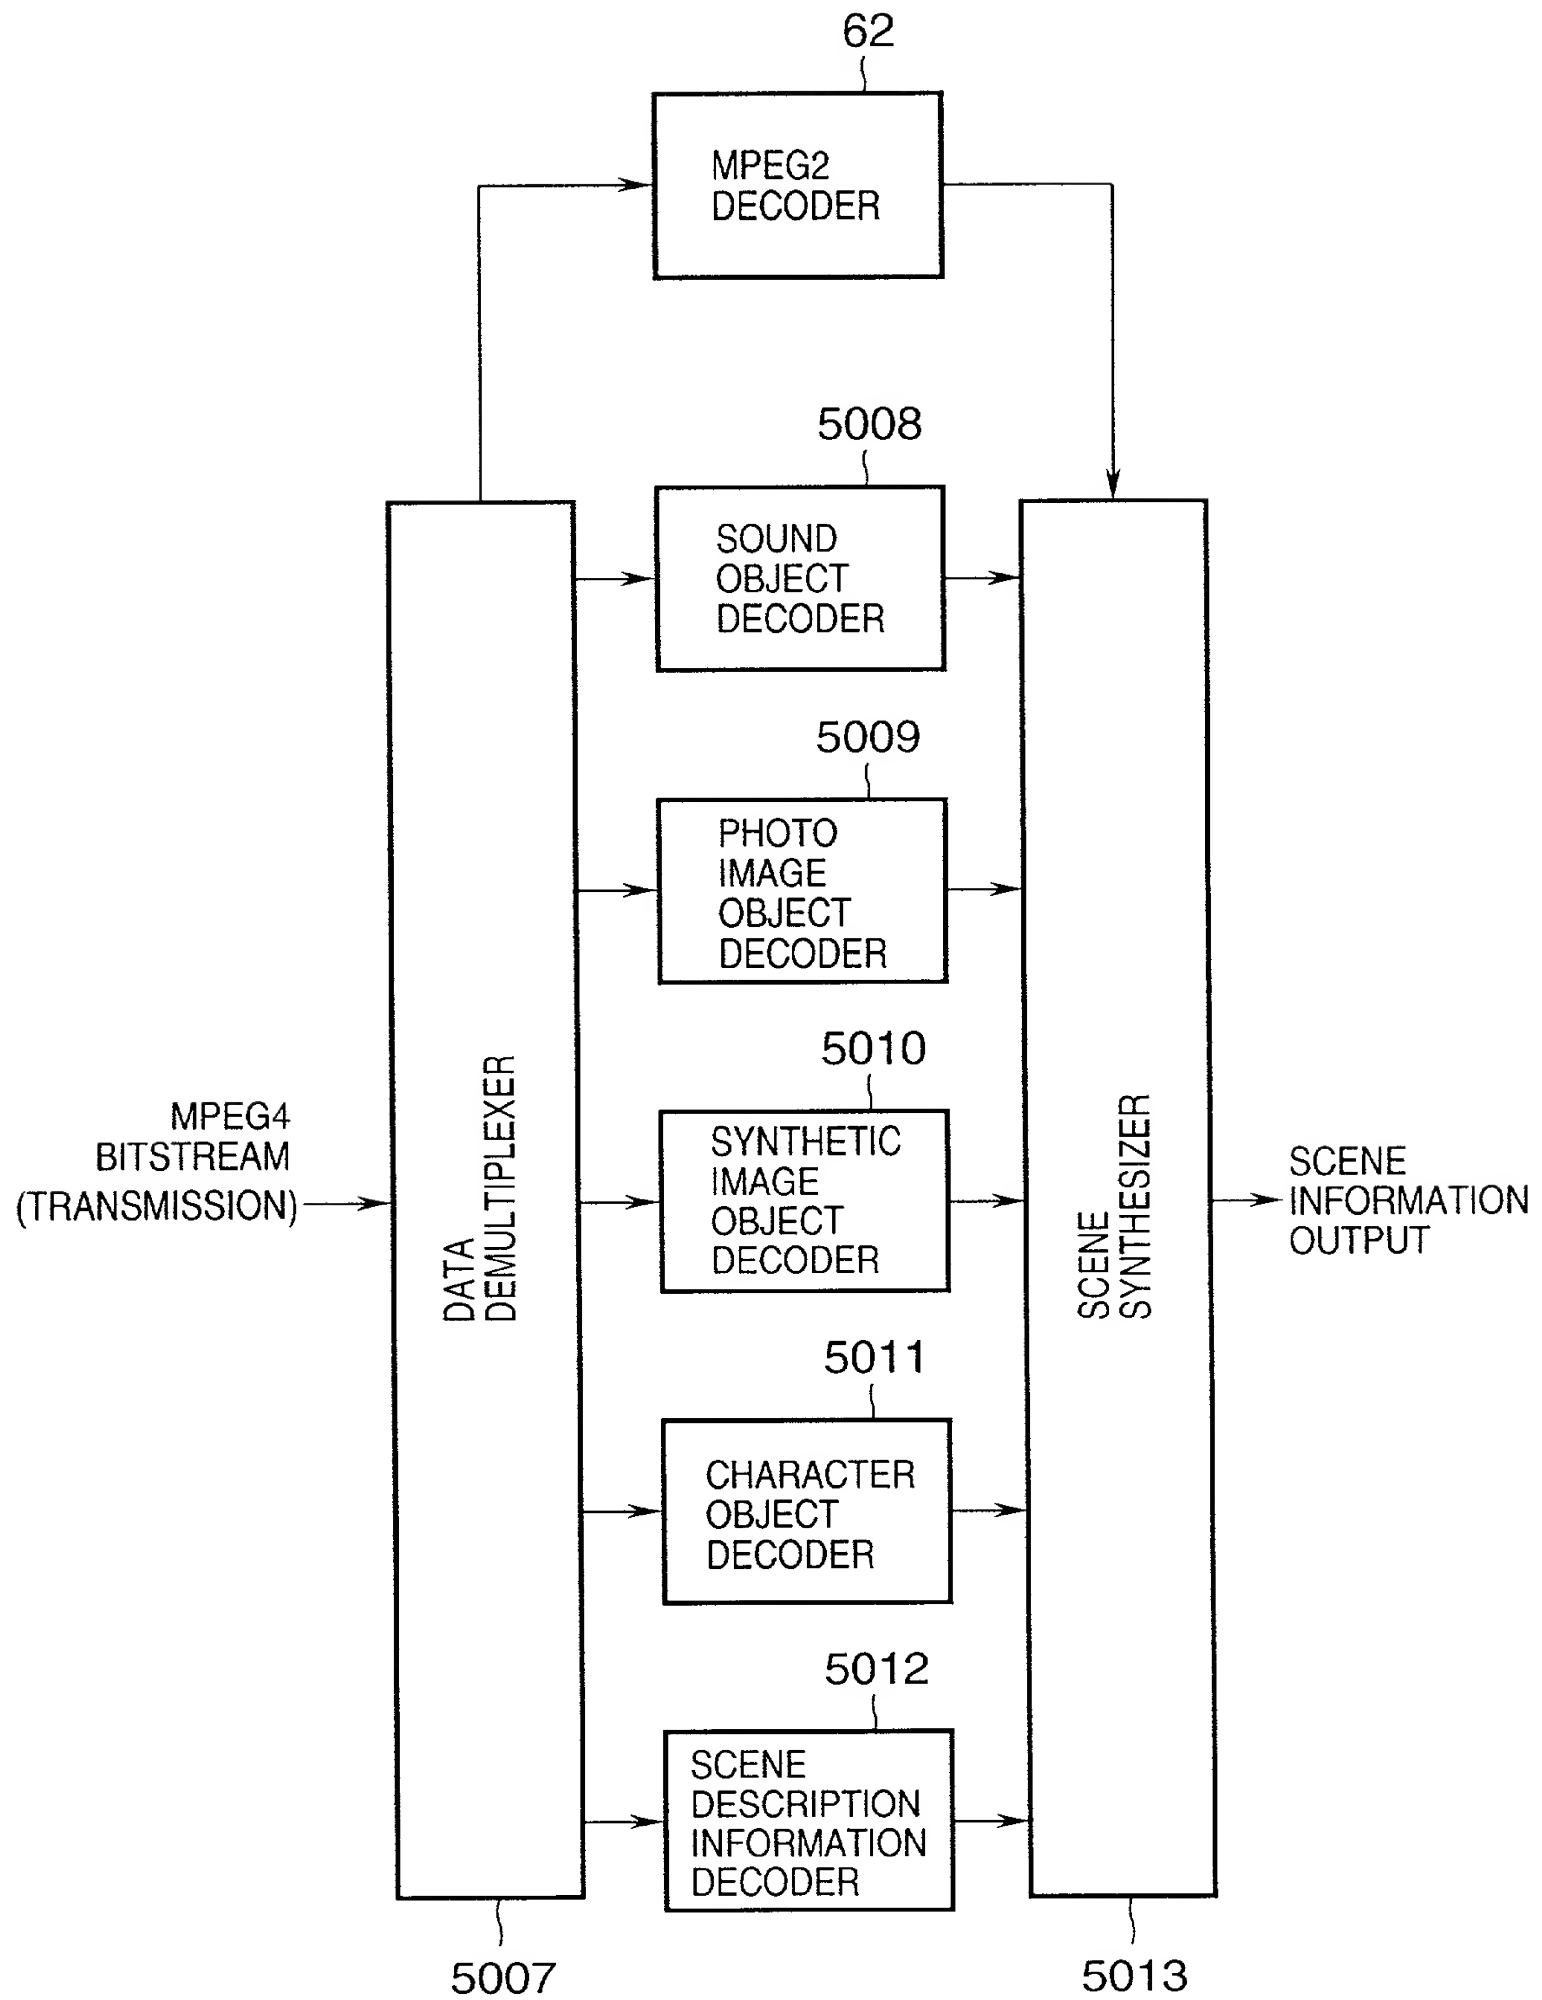 62
MPEG2
DECODER
5008
SOUND
OBJECT
DECODER
5009
PHOTO
IMAGE
OBJECT
DECODER
5010
SYNTHETIC
IMAGE
OBJECT
DECODER
5011
CHARACTER
OBJECT
DECODER
5012
SCENE
DESCRIPTION
INFORMATION
DECODER
MPEG4
BITSTREAM
(TRANSMISSION)
DATA
DEMULTIPLEXER
SCENE
SYNTHESIZER
SCENE
INFORMATION
OUTPUT
5007
5013